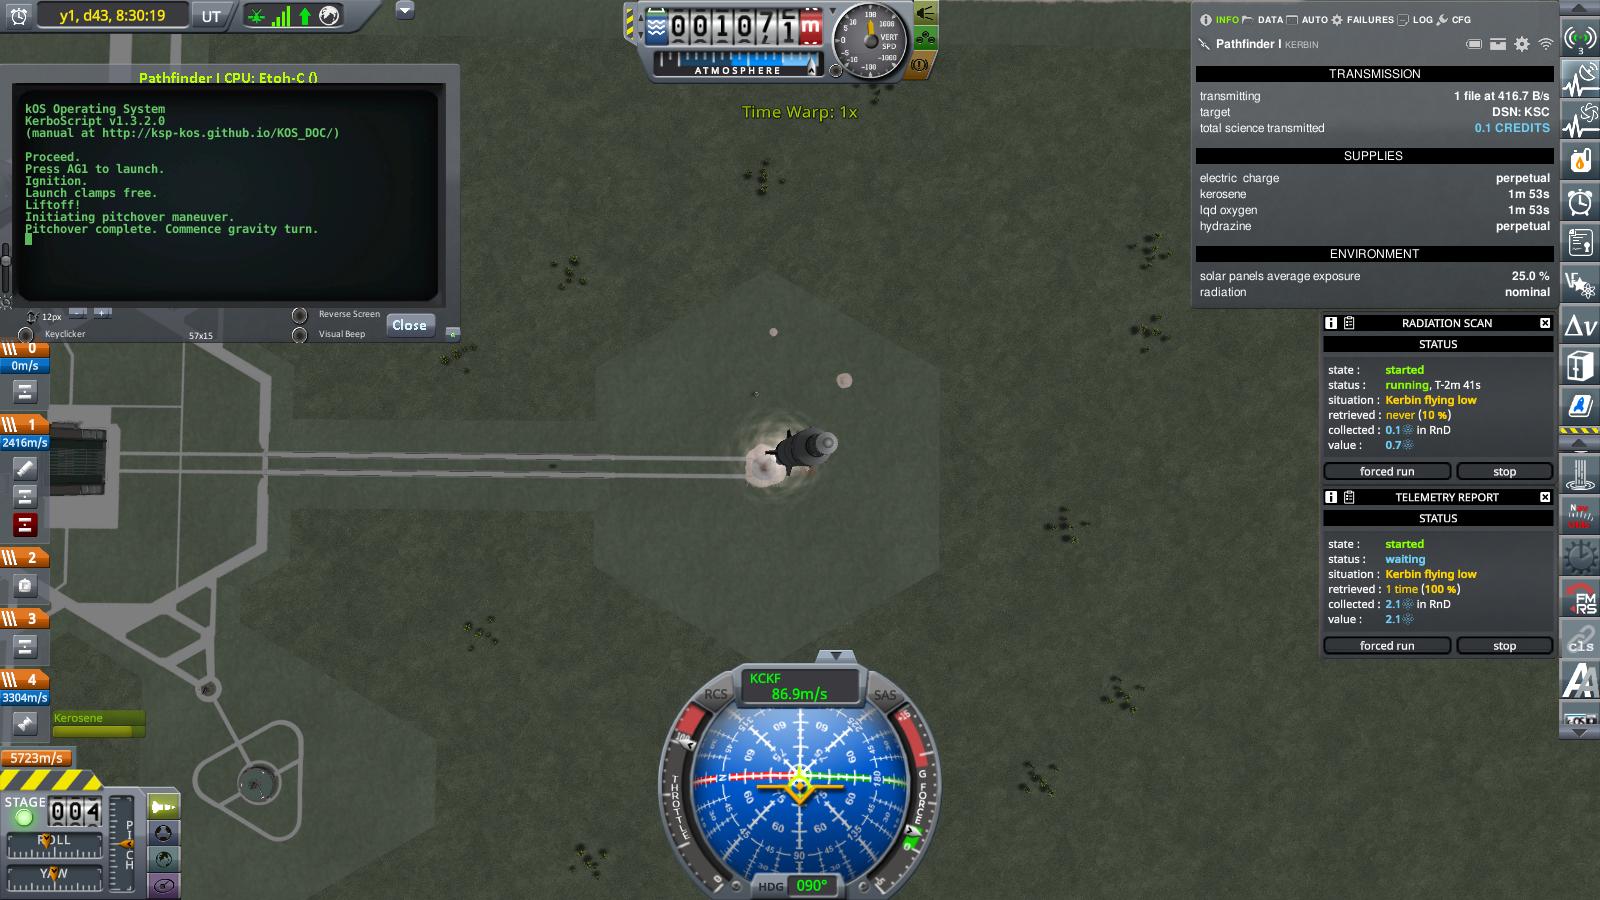 y1, d43, 8:30:19
UT
Pathfinder I CPU: Etoh-C ()
kOS Operating System
KerboScript v1.3.2.0
(manual at http://ksp-kos.github.io/KOS_DOC/)
Proceed.
Press AG1 to launch.
Ignition.
Launch clamps free.
Liftoff!
Initiating pitchover maneuver.
Pitchover complete. Commence gravity turn.
12px
Reverse Screen
Close
Keyclicker
57x15
Visual Beep
001071 m
ATMOSPHERE
VERT
SPD
Time Warp: 1x
3
INFO DATA AUTO FAILURES LOG CFG
Pathfinder I KERBIN
TRANSMISSION
transmitting 1 file at 416.7 B/s
target DSN: KSC
total science transmitted 0.1 CREDITS
SUPPLIES
electric charge perpetual
kerosene 1m 53s
lqd oxygen 1m 53s
hydrazine perpetual
ENVIRONMENT
solar panels average exposure 25.0 %
radiation nominal
RADIATION SCAN
STATUS
state : started
status : running, T-2m 41s
situation : Kerbin flying low
retrieved : never (10 %)
collected : 0.1 in RnD
value : 0.7
forced run stop
TELEMETRY REPORT
STATUS
state : started
status : waiting
situation : Kerbin flying low
retrieved : 1 time (100 %)
collected : 2.1 in RnD
value : 2.1
forced run stop
Δv
FM
RS
cls
0
0m/s
1
2416m/s
2
3
4
3304m/s
Kerosene
5723m/s
STAGE
004
ROLL
YAW
PITCH
KCKF
86.9m/s
RCS
SAS
THROTTLE
G FORCE
N
HDG 090°